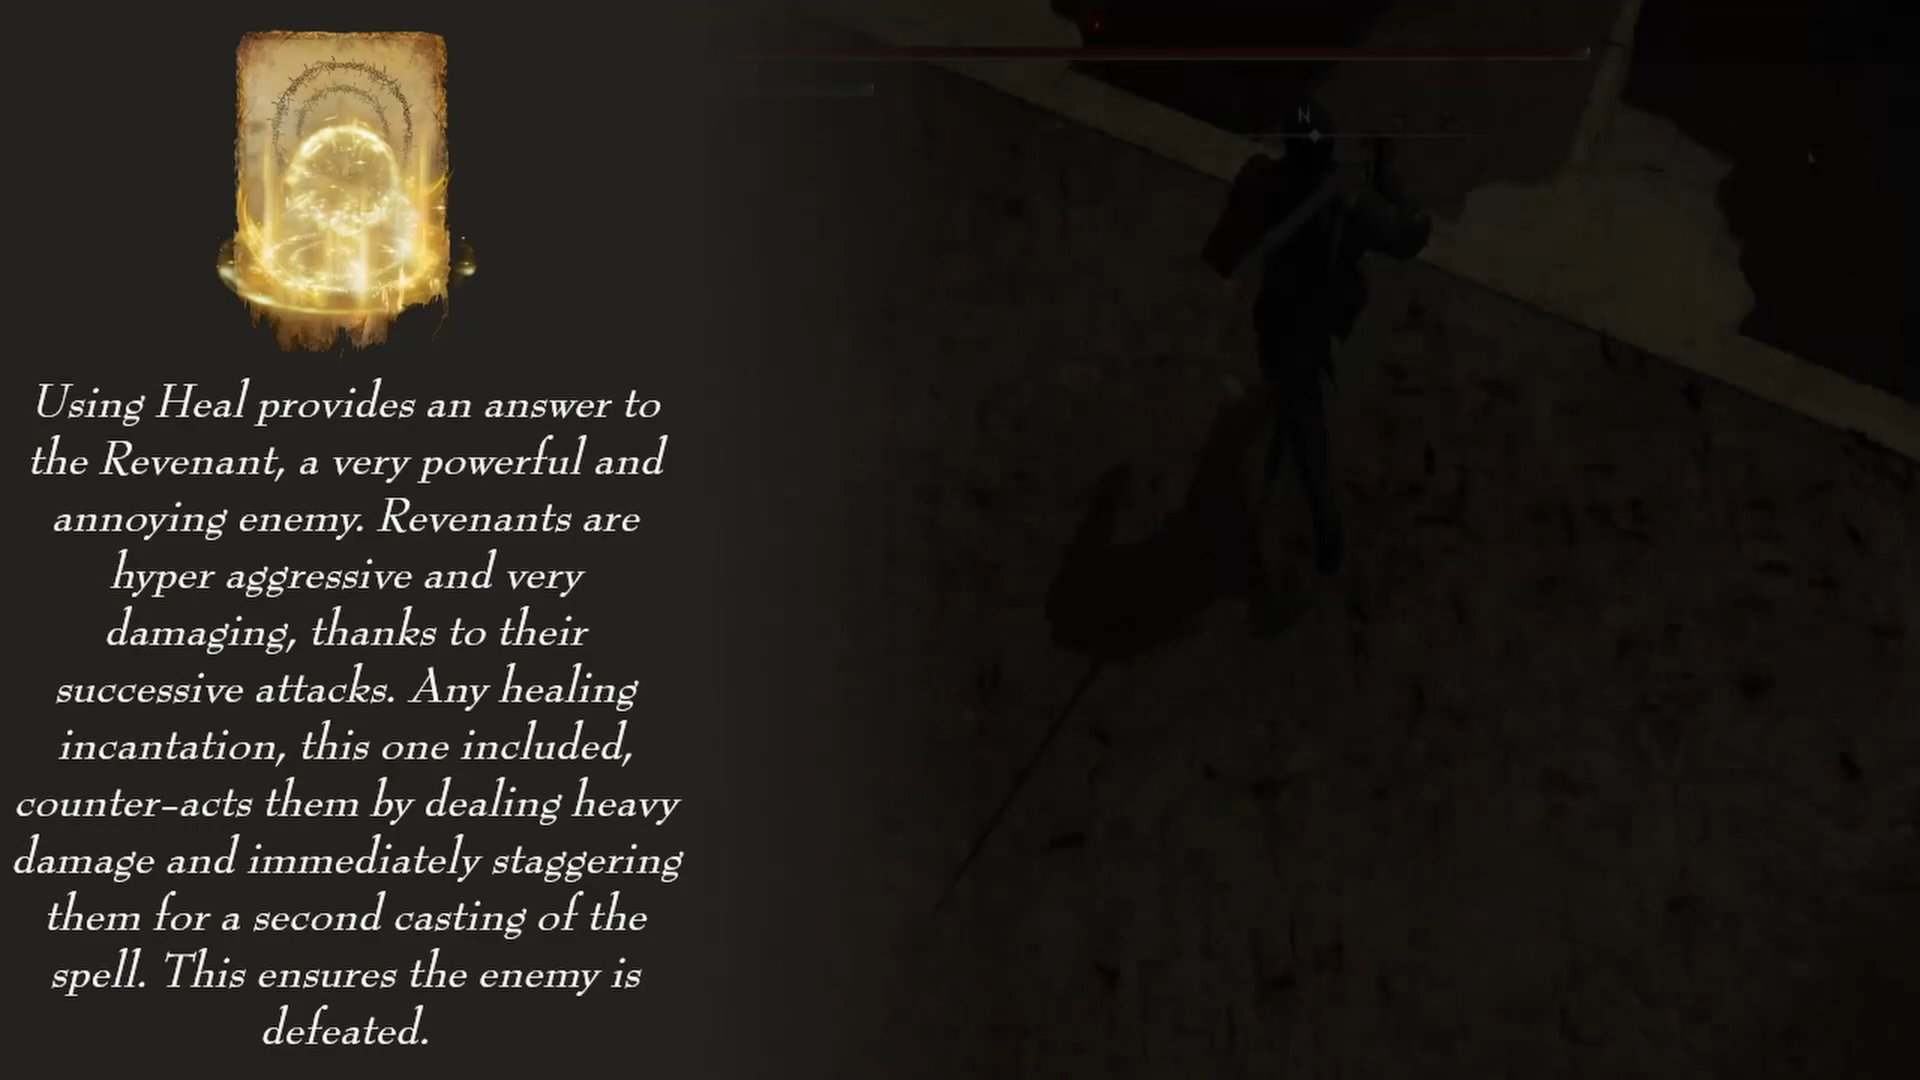 N
Using Heal provides an answer to
the Revenant, a very powerful and
annoying enemy. Revenants are
hyper aggressive and very
damaging, thanks to their
successive attacks. Any healing
incantation, this one included,
counter-acts them by dealing heavy
damage and immediately staggering
them for a second casting of the
spell. This ensures the enemy is
defeated.